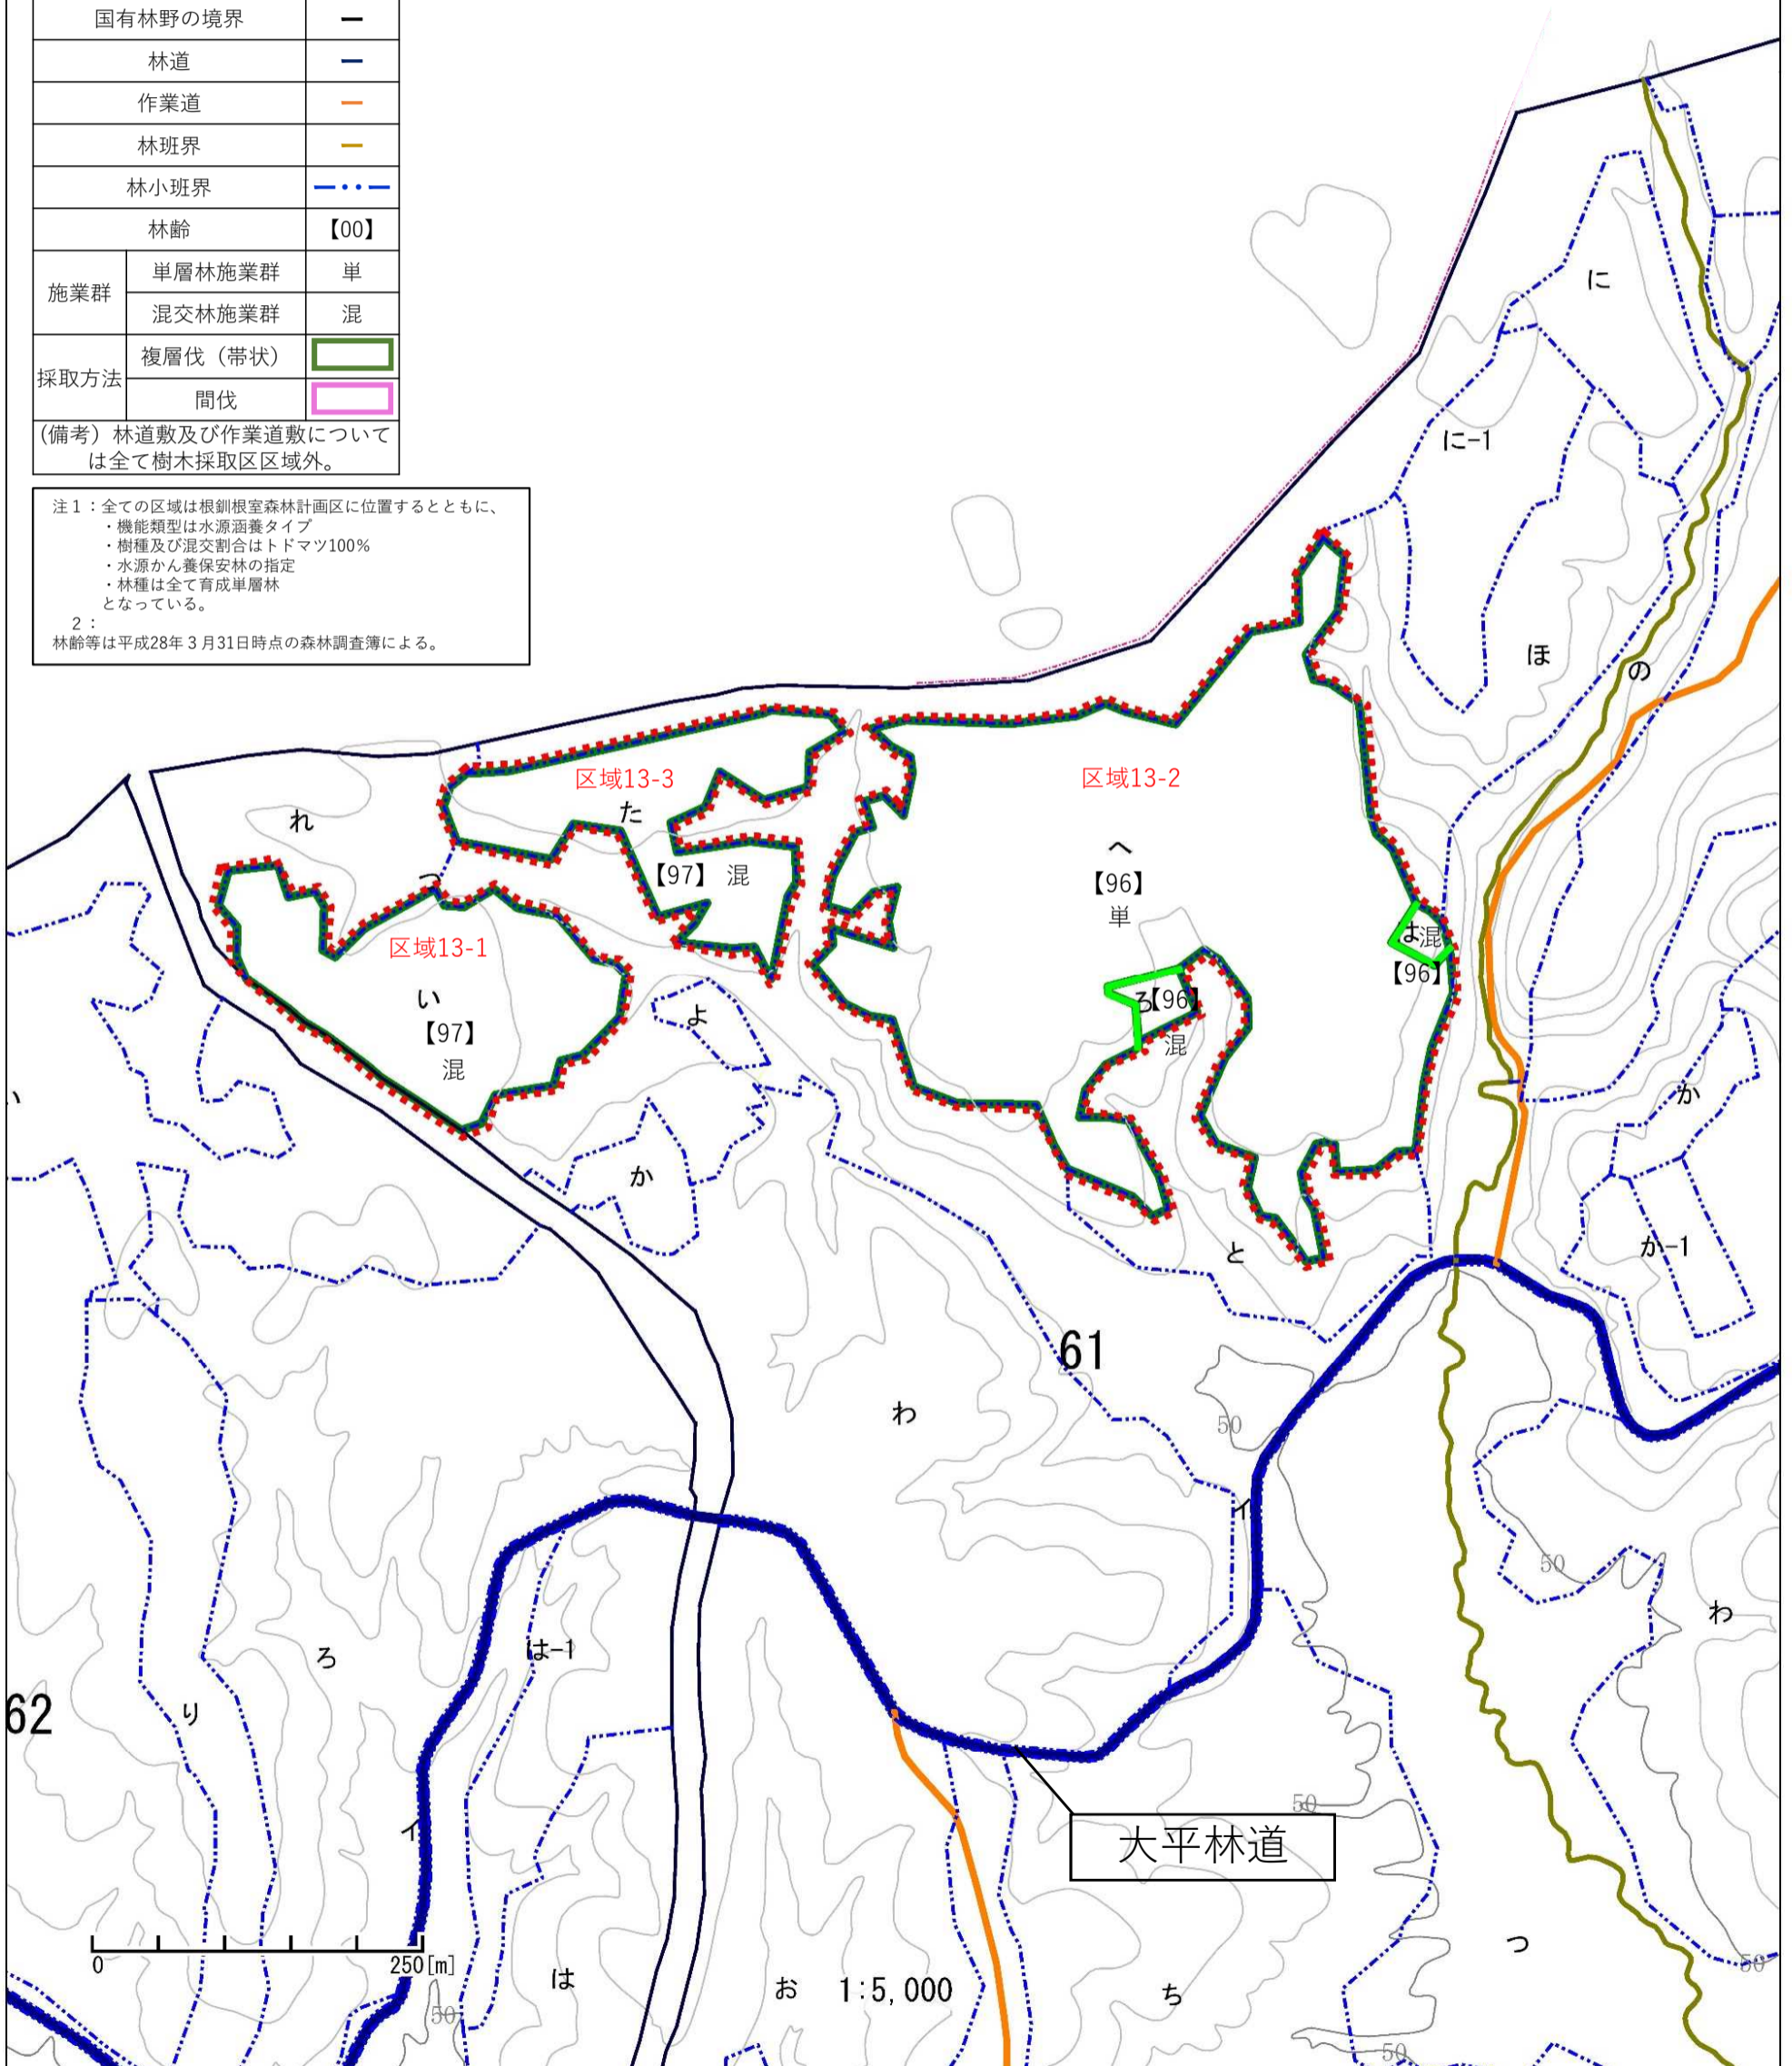 国有林野の境界
林道
作業道
林班界
林小班界
林齢 【00】
施業群
単層林施業群 単
混交林施業群 混
採取方法
複層伐（帯状）
間伐
(備考）林道敷及び作業道敷について
は全て樹木採取区区域外。
注１：全ての区域は根釧根室森林計画区に位置するとともに、
・機能類型は水源涵養タイプ
・樹種及び混交割合はトドマツ100％
・水源かん養保安林の指定
・林種は全て育成単層林
となっている。
２：
林齢等は平成28年３月31日時点の森林調査簿による。
に
に-1
ほ
の
区域13-3
た
【97】 混
区域13-2
へ
【96】
単
れ
つ
区域13-1
い
【97】
混
よ
か
ろ【96】
混
は混
【96】
か
か-1
と
61
わ
50
イ
50
わ
ろ
は-1
り
62
イ
大平林道
50
つ
50
0
250[m]
は
お
1:5,000
ち
50
50